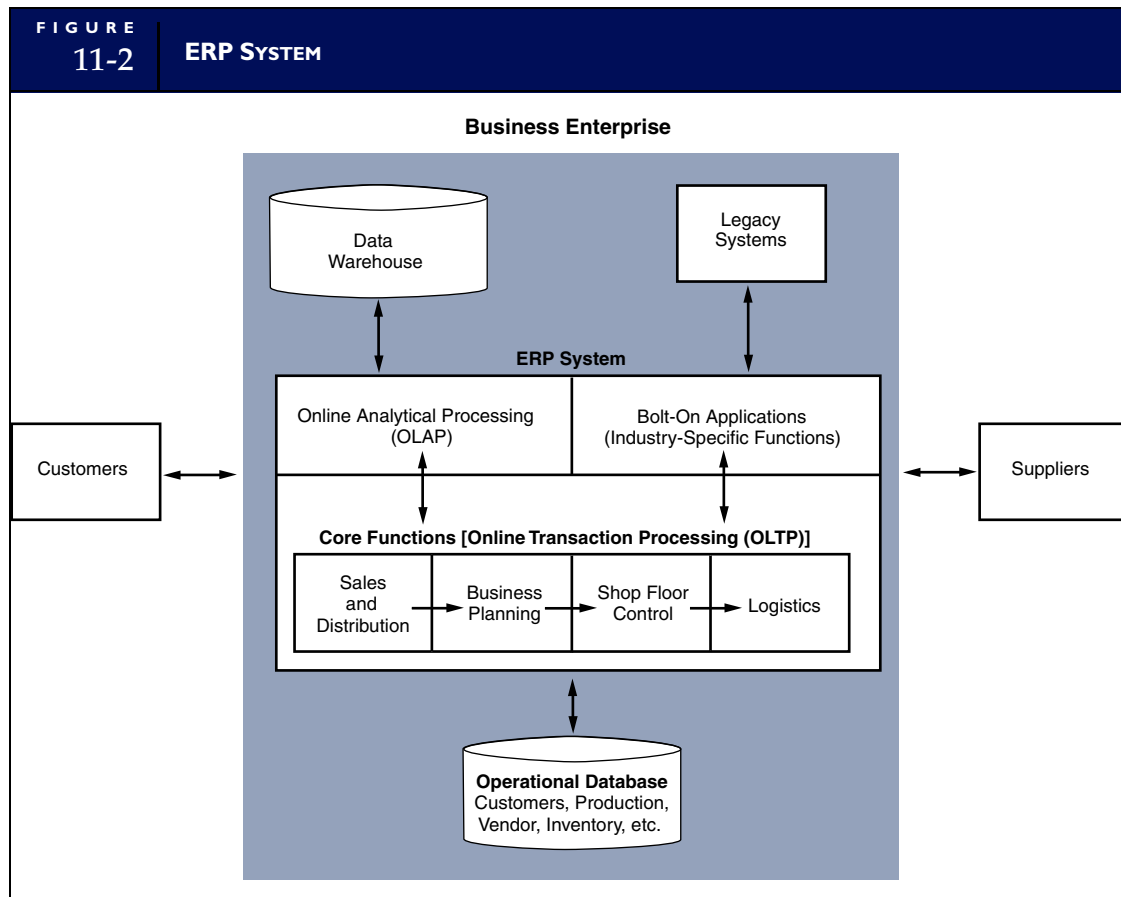 FIGURE
11-2
ERP SYSTEM
Business Enterprise
Data
Warehouse
Legacy
Systems
ERP System
Online Analytical Processing
(OLAP)
Bolt-On Applications
(Industry-Specific Functions)
Customers
Suppliers
Core Functions [Online Transaction Processing (OLTP)]
Sales
and
Distribution
Business
Planning
Shop Floor
Control
Logistics
Operational Database
Customers, Production,
Vendor, Inventory, etc.